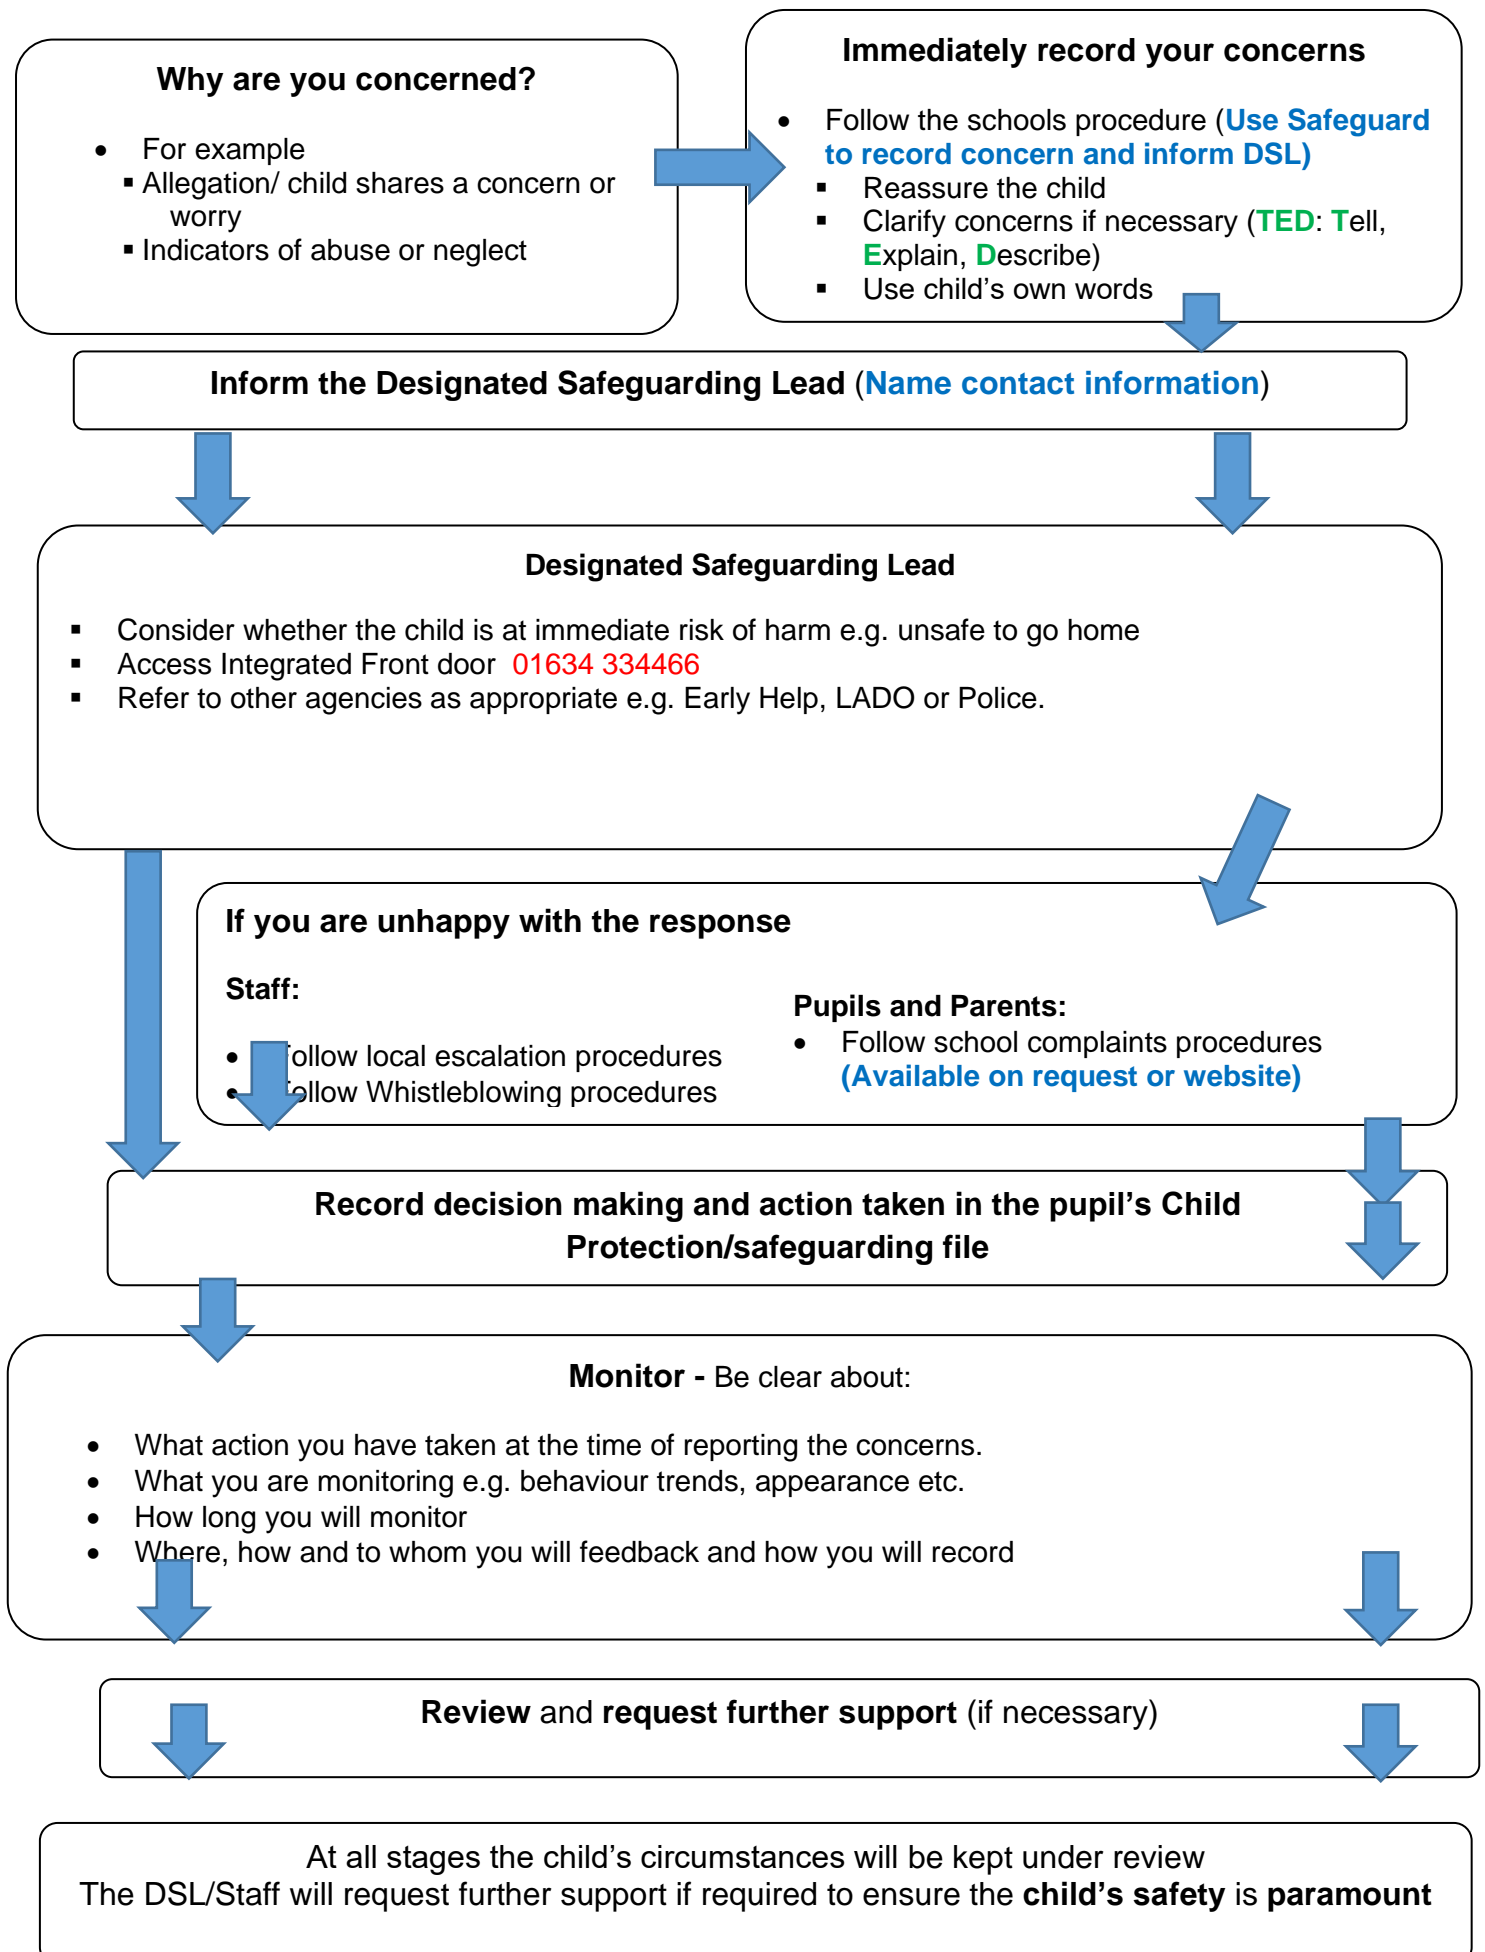 Why are you concerned?
• For example
▪ Allegation/ child shares a concern or
worry
▪ Indicators of abuse or neglect
Immediately record your concerns
• Follow the schools procedure (Use Safeguard
to record concern and inform DSL)
▪ Reassure the child
▪ Clarify concerns if necessary (TED: Tell,
Explain, Describe)
▪ Use child’s own words
Inform the Designated Safeguarding Lead (Name contact information)
Designated Safeguarding Lead
▪ Consider whether the child is at immediate risk of harm e.g. unsafe to go home
▪ Access Integrated Front door 01634 334466
▪ Refer to other agencies as appropriate e.g. Early Help, LADO or Police.
If you are unhappy with the response
Staff:
• Follow local escalation procedures
• Follow Whistleblowing procedures
Pupils and Parents:
• Follow school complaints procedures
(Available on request or website)
Record decision making and action taken in the pupil’s Child
Protection/safeguarding file
Monitor - Be clear about:
• What action you have taken at the time of reporting the concerns.
• What you are monitoring e.g. behaviour trends, appearance etc.
• How long you will monitor
• Where, how and to whom you will feedback and how you will record
Review and request further support (if necessary)
At all stages the child’s circumstances will be kept under review
The DSL/Staff will request further support if required to ensure the child’s safety is paramount